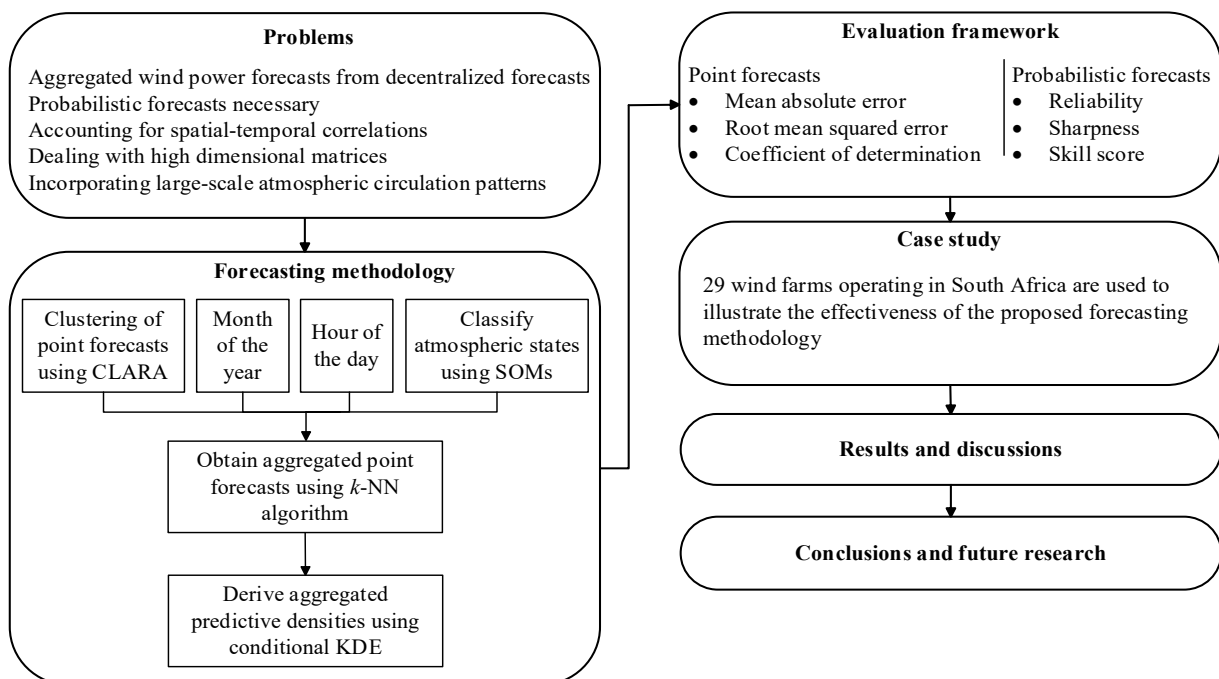 Problems
Aggregated wind power forecasts from decentralized forecasts
Probabilistic forecasts necessary
Accounting for spatial-temporal correlations
Dealing with high dimensional matrices
Incorporating large-scale atmospheric circulation patterns
Forecasting methodology
Clustering of
point forecasts
using CLARA
Month
of the
year
Hour of
the day
Classify
atmospheric states
using SOMs
Obtain aggregated point
forecasts using k-NN
algorithm
Derive aggregated
predictive densities using
conditional KDE
Evaluation framework
Point forecasts
• Mean absolute error
• Root mean squared error
• Coefficient of determination
Probabilistic forecasts
• Reliability
• Sharpness
• Skill score
Case study
29 wind farms operating in South Africa are used to
illustrate the effectiveness of the proposed forecasting
methodology
Results and discussions
Conclusions and future research